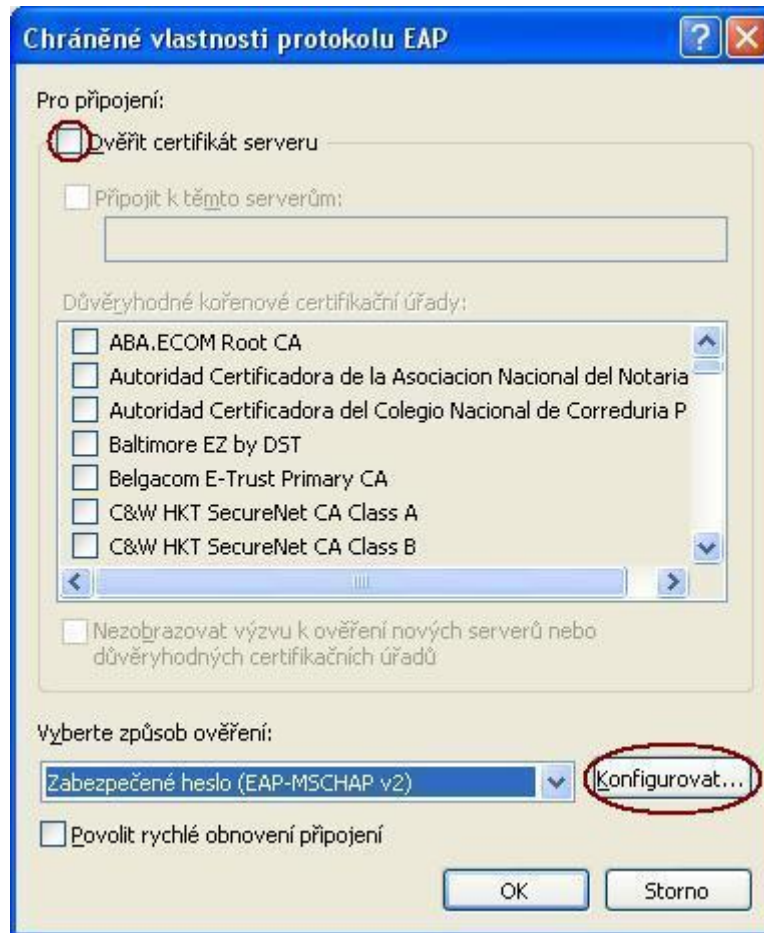 Chráněné vlastnosti protokolu EAP
Pro připojení:
Ověřit certifikát serveru
Připojit k těmto serverům:
Důvěryhodné kořenové certifikační úřady:
ABA.ECOM Root CA
Autoridad Certificadora de la Asociacion Nacional del Notaria
Autoridad Certificadora del Colegio Nacional de Correduria P
Baltimore EZ by DST
Belgacom E-Trust Primary CA
C&W HKT SecureNet CA Class A
C&W HKT SecureNet CA Class B
Nezobrazovat výzvu k ověření nových serverů nebo
důvěryhodných certifikačních úřadů
Vyberte způsob ověření:
Zabezpečené heslo (EAP-MSCHAP v2)
Konfigurovat...
Povolit rychlé obnovení připojení
OK
Storno